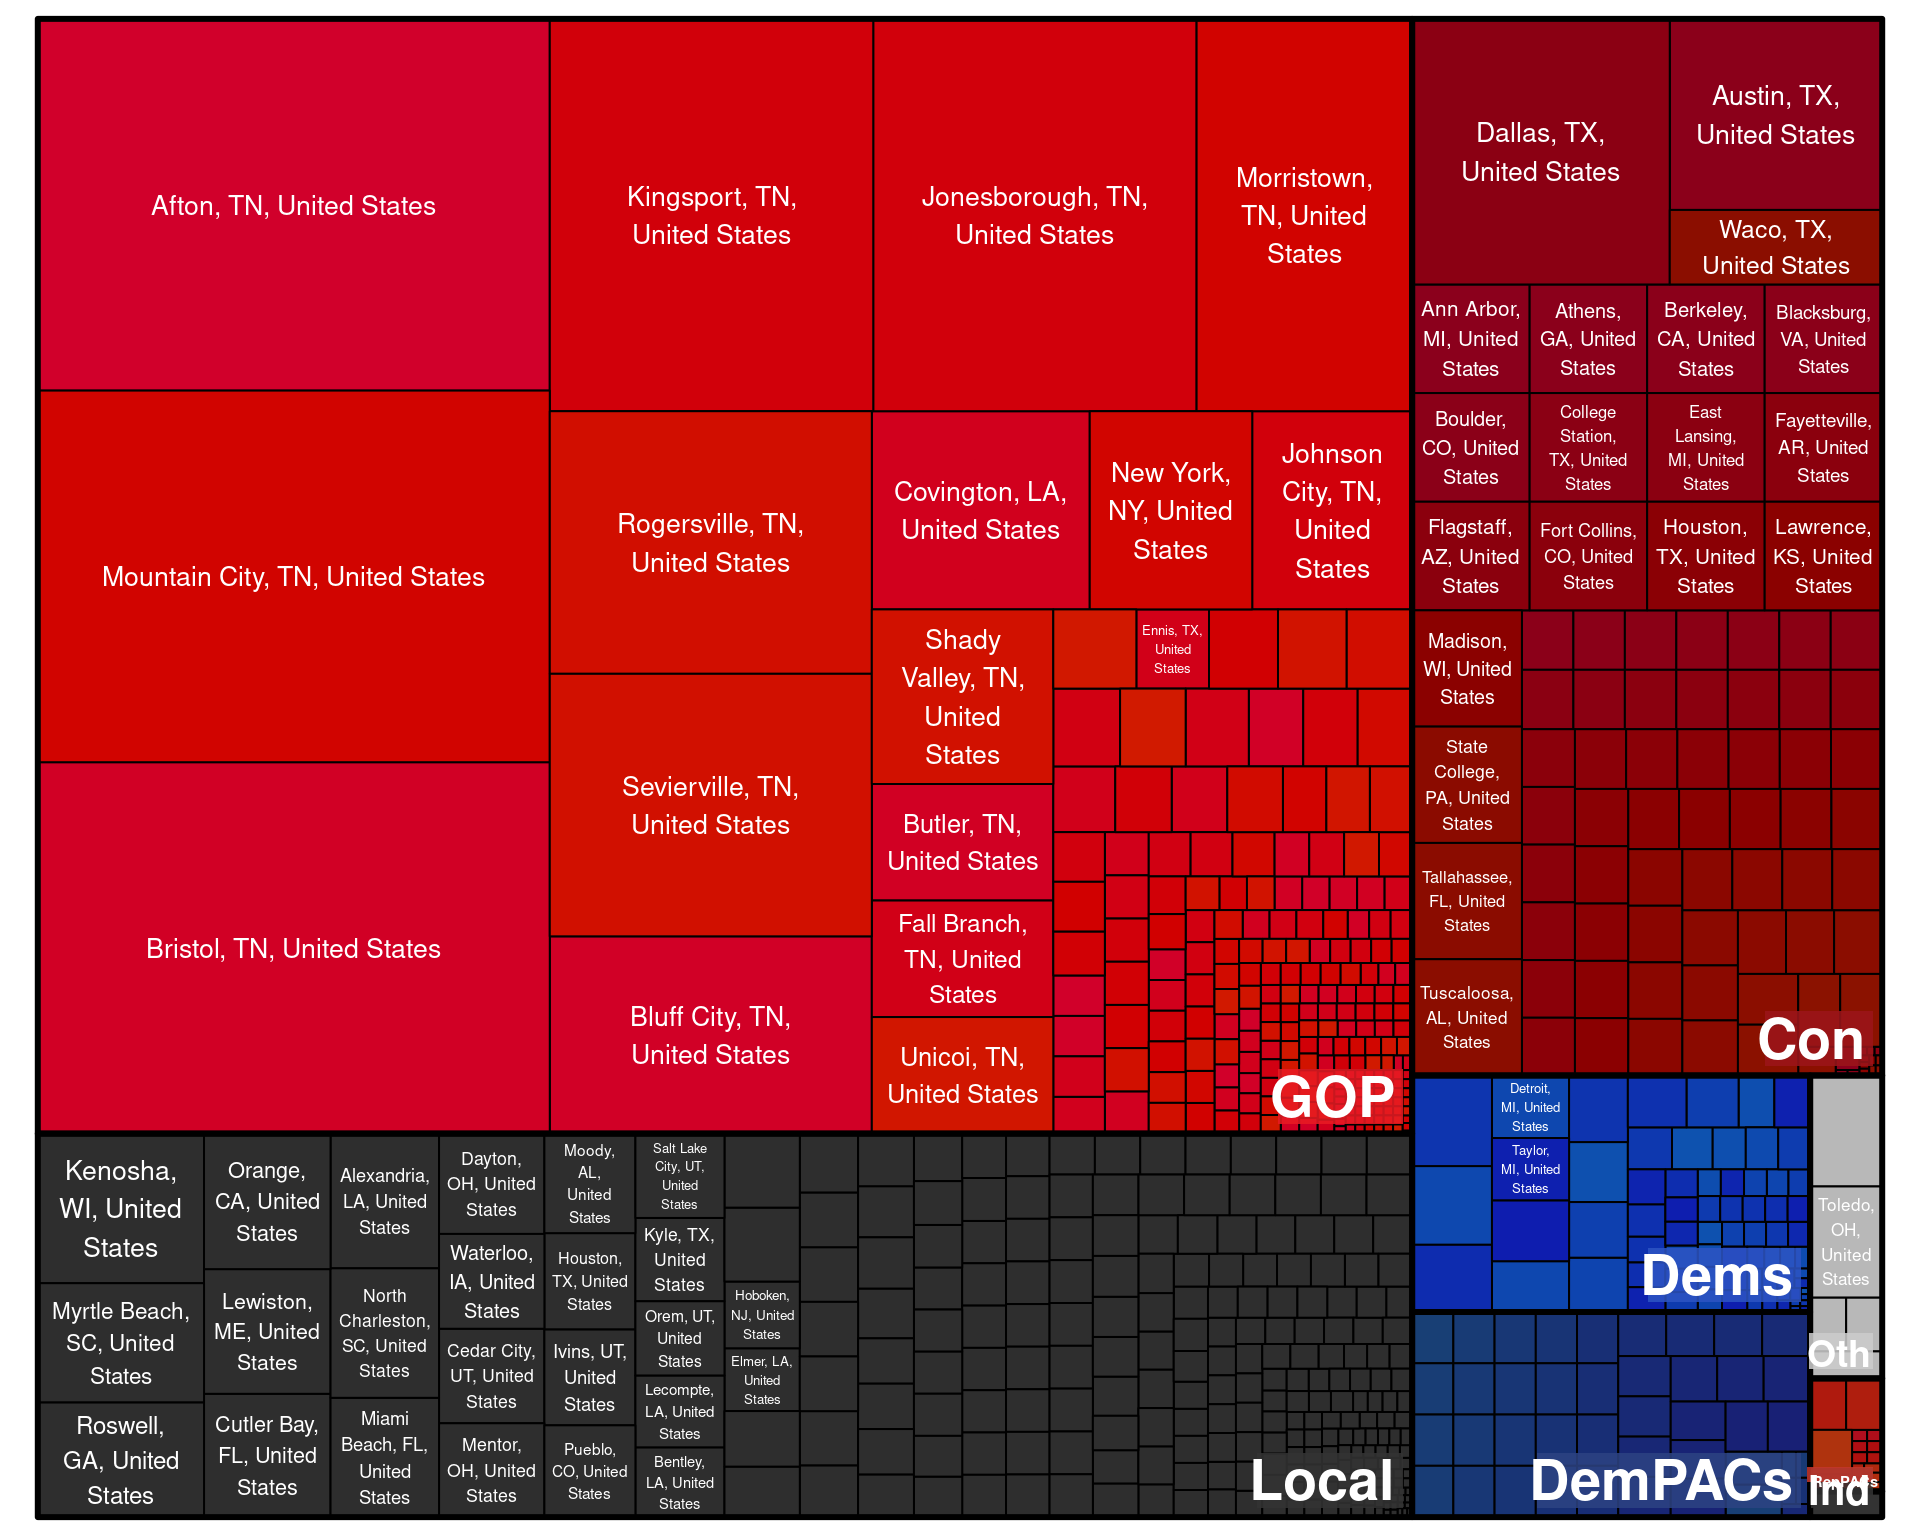 Afton, TN, United States
Mountain City, TN, United States
Bristol, TN, United States
Kingsport, TN,
United States
Jonesborough, TN,
United States
Morristown,
TN, United
States
Rogersville, TN,
United States
Sevierville, TN,
United States
Bluff City, TN,
United States
Covington, LA,
United States
New York,
NY, United
States
Johnson
City, TN,
United
States
Shady
Valley, TN,
United
States
Butler, TN,
United States
Fall Branch,
TN, United
States
Unicoi, TN,
United States
Ennis, TX,
United
States
GOP
Dallas, TX,
United States
Austin, TX,
United States
Waco, TX,
United States
Ann Arbor,
MI, United
States
Athens,
GA, United
States
Berkeley,
CA, United
States
Blacksburg,
VA, United
States
Boulder,
CO, United
States
College
Station,
TX, United
States
East
Lansing,
MI, United
States
Fayetteville,
AR, United
States
Flagstaff,
AZ, United
States
Fort Collins,
CO, United
States
Houston,
TX, United
States
Lawrence,
KS, United
States
Madison,
WI, United
States
State
College,
PA, United
States
Tallahassee,
FL, United
States
Tuscaloosa,
AL, United
States
Con
Kenosha,
WI, United
States
Myrtle Beach,
SC, United
States
Roswell,
GA, United
States
Orange,
CA, United
States
Lewiston,
ME, United
States
Cutler Bay,
FL, United
States
Alexandria,
LA, United
States
North
Charleston,
SC, United
States
Miami
Beach, FL,
United
States
Dayton,
OH, United
States
Waterloo,
IA, United
States
Cedar City,
UT, United
States
Mentor,
OH, United
States
Moody,
AL,
United
States
Houston,
TX, United
States
Ivins, UT,
United
States
Pueblo,
CO, United
States
Salt Lake
City, UT,
United
States
Kyle, TX,
United
States
Orem, UT,
United
States
Lecompte,
LA, United
States
Bentley,
LA, United
States
Hoboken,
NJ, United
States
Elmer, LA,
United
States
Local
Detroit,
MI, United
States
Taylor,
MI, United
States
Dems
DemPACs
Toledo,
OH,
United
States
Oth
RepPACs
Ind